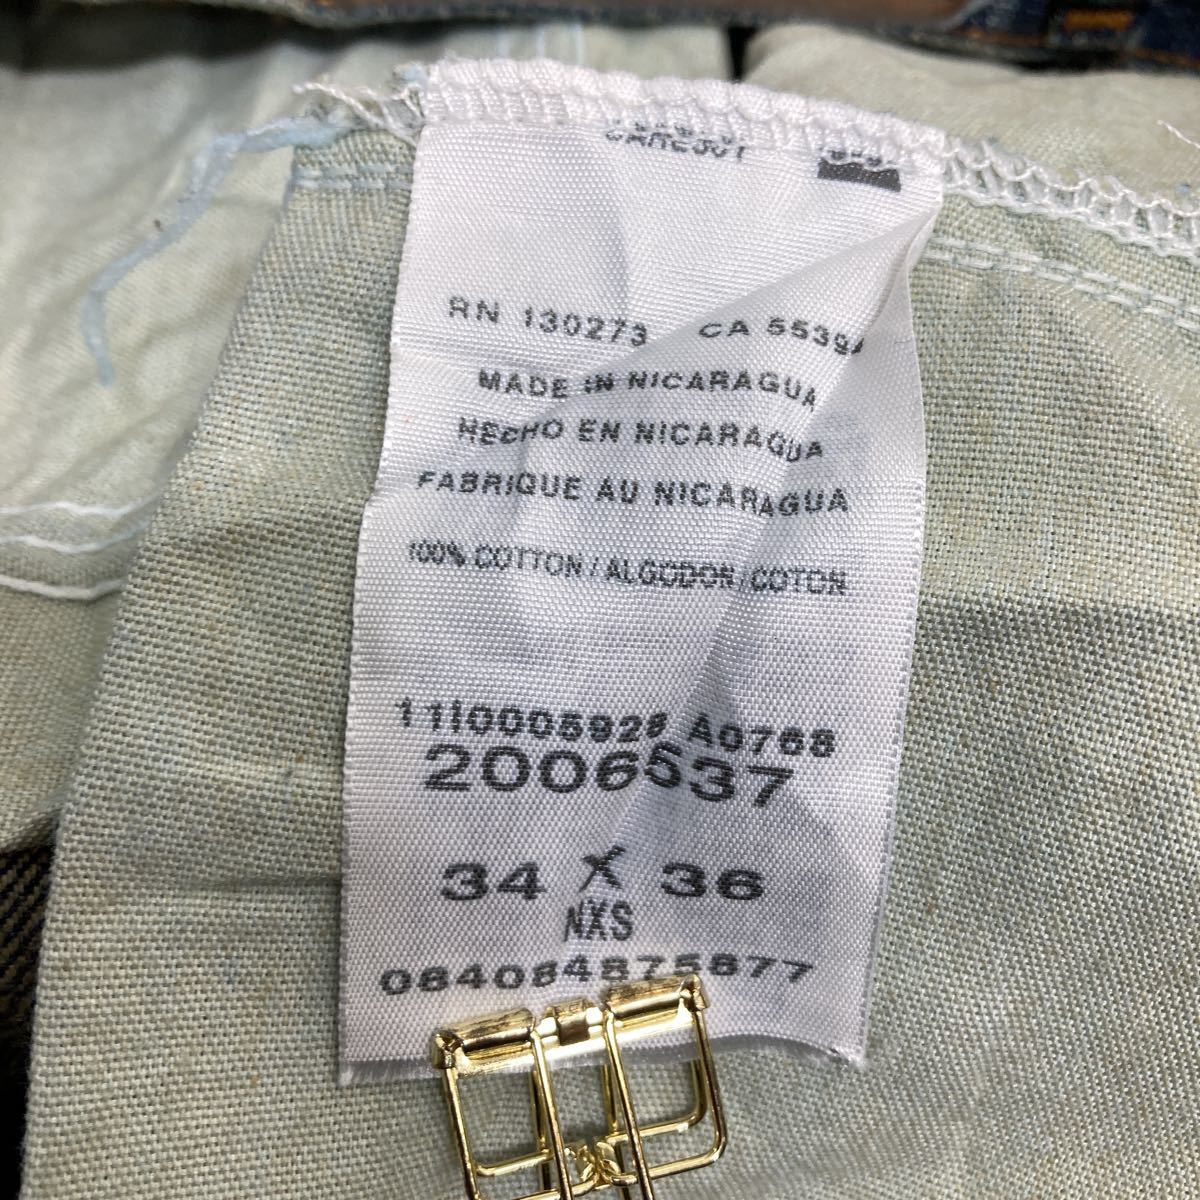 RN 130273 CA 55394
MADE IN NICARAGUA
HECHO EN NICARAGUA
FABRIQUE AU NICARAGUA
100% COTTON / ALGODON / COTON
11I0005928 A0768
2006537
34 X 36
NXS
084084875877